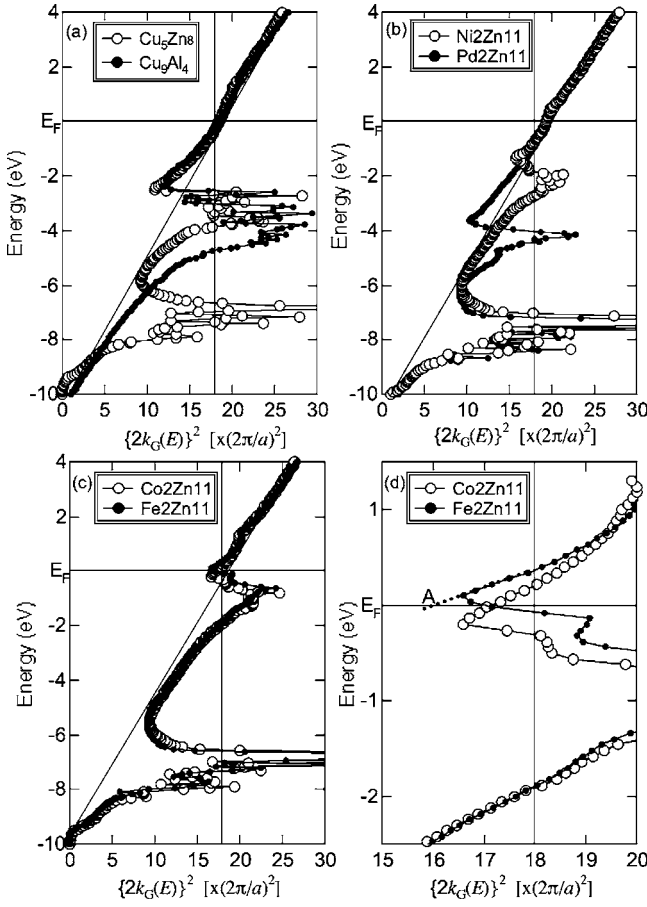 (a)
Cu5Zn8
Cu9Al4
4
2
EF
-2
-4
-6
-8
-10
Energy (eV)
0 5 10 15 20 25 30
{2kG(E)}² [x(2π/a)²]
(b)
Ni2Zn11
Pd2Zn11
4
2
EF
-2
-4
-6
-8
-10
Energy (eV)
0 5 10 15 20 25 30
{2kG(E)}² [x(2π/a)²]
(c)
Co2Zn11
Fe2Zn11
4
2
EF
-2
-4
-6
-8
-10
Energy (eV)
0 5 10 15 20 25 30
{2kG(E)}² [x(2π/a)²]
(d)
Co2Zn11
Fe2Zn11
1
A
EF
-1
-2
Energy (eV)
15 16 17 18 19 20
{2kG(E)}² [x(2π/a)²]